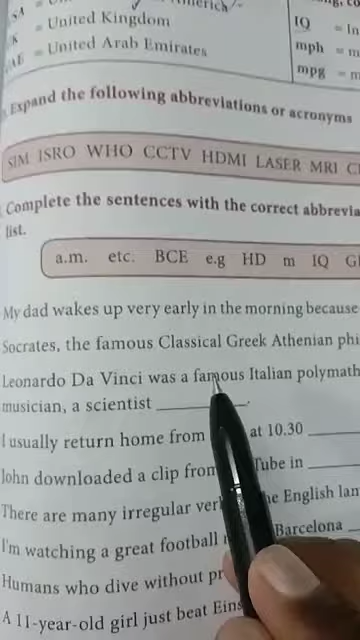 = United Kingdom
= United Arab Emirates
IQ = In
mph = m
mpg = m
Expand the following abbreviations or acronyms
SIM ISRO WHO CCTV HDMI LASER MRI
Complete the sentences with the correct abbrevia
list.
a.m. etc. BCE e.g HD m IQ
My dad wakes up very early in the morning because
Socrates, the famous Classical Greek Athenian phi
Leonardo Da Vinci was a famous Italian polymath
musician, a scientist ________.
I usually return home from at 10.30 ________
John downloaded a clip from Tube in ________
There are many irregular ver he English lan
I'm watching a great football Barcelona
Humans who dive without pr
A 11-year-old girl just beat Eins